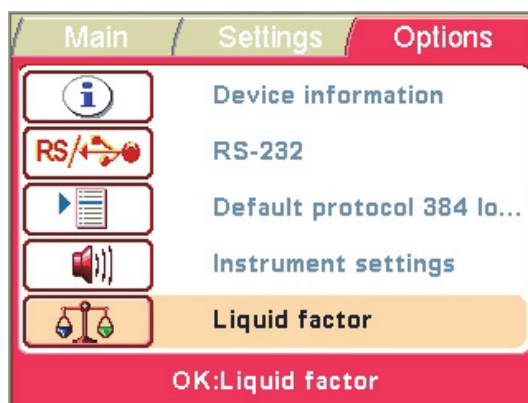 Main Settings Options
i Device information
RS/ RS-232
Default protocol 384 lo...
Instrument settings
Liquid factor
OK:Liquid factor